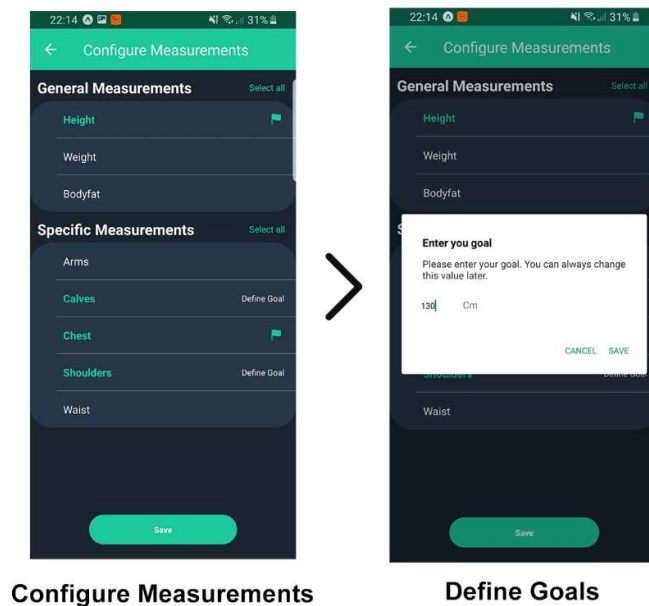 22:14 31%
Configure Measurements
General Measurements Select all
Height
Weight
Bodyfat
Specific Measurements Select all
Arms
Calves Define Goal
Chest
Shoulders Define Goal
Waist
Save
Configure Measurements
22:14 31%
Configure Measurements
General Measurements Select all
Height
Weight
Bodyfat
S
Enter you goal
Please enter your goal. You can always change
this value later.
130 Cm
CANCEL SAVE
Shoulders Define Goal
Waist
Save
Define Goals